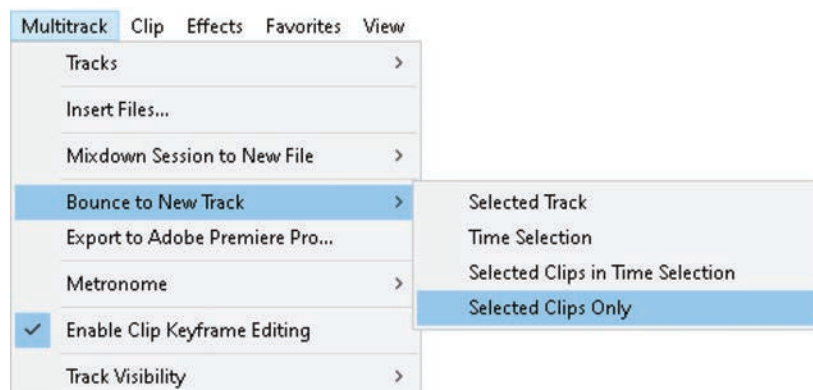 Multitrack Clip Effects Favorites View
Tracks
Insert Files...
Mixdown Session to New File
Bounce to New Track
Export to Adobe Premiere Pro...
Metronome
Enable Clip Keyframe Editing
Track Visibility
Selected Track
Time Selection
Selected Clips in Time Selection
Selected Clips Only